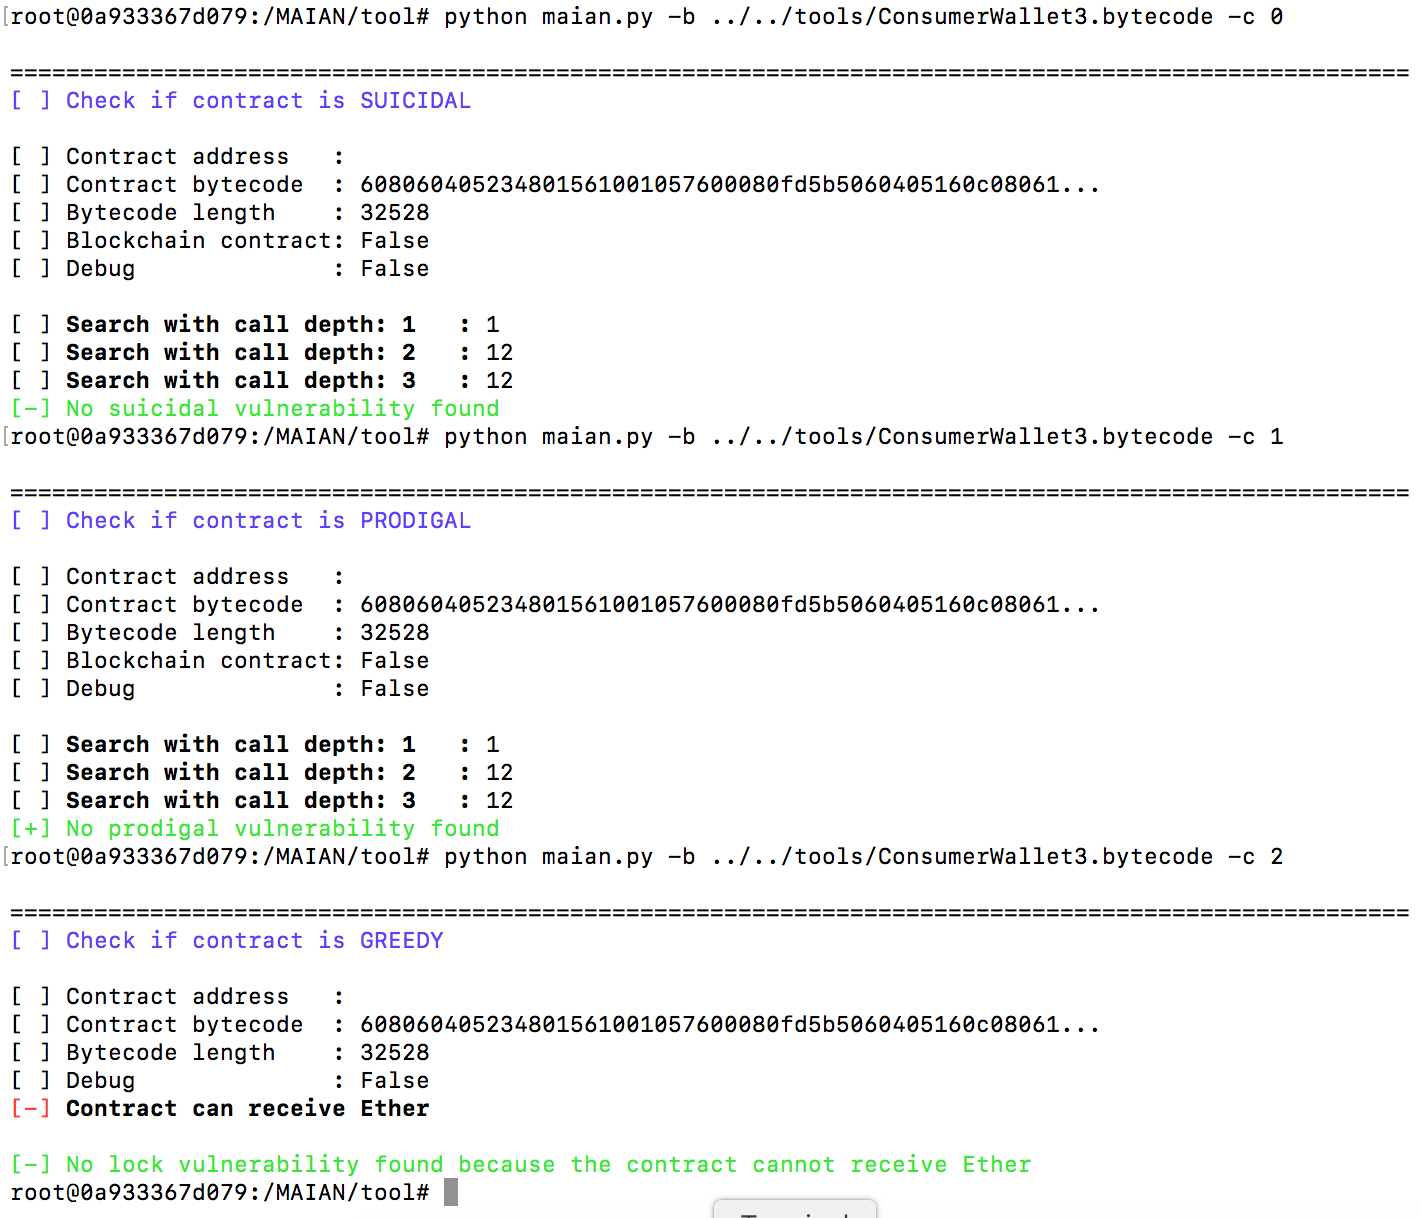 [root@0a933367d079:/MAIAN/tool# python maian.py -b ../../tools/ConsumerWallet3.bytecode -c 0
====================================================================================================
[ ] Check if contract is SUICIDAL
[ ] Contract address   :
[ ] Contract bytecode  : 608060405234801561001057600080fd5b5060405160c08061...
[ ] Bytecode length    : 32528
[ ] Blockchain contract: False
[ ] Debug              : False
[ ] Search with call depth: 1   : 1
[ ] Search with call depth: 2   : 12
[ ] Search with call depth: 3   : 12
[-] No suicidal vulnerability found
[root@0a933367d079:/MAIAN/tool# python maian.py -b ../../tools/ConsumerWallet3.bytecode -c 1
====================================================================================================
[ ] Check if contract is PRODIGAL
[ ] Contract address   :
[ ] Contract bytecode  : 608060405234801561001057600080fd5b5060405160c08061...
[ ] Bytecode length    : 32528
[ ] Blockchain contract: False
[ ] Debug              : False
[ ] Search with call depth: 1   : 1
[ ] Search with call depth: 2   : 12
[ ] Search with call depth: 3   : 12
[+] No prodigal vulnerability found
[root@0a933367d079:/MAIAN/tool# python maian.py -b ../../tools/ConsumerWallet3.bytecode -c 2
====================================================================================================
[ ] Check if contract is GREEDY
[ ] Contract address   :
[ ] Contract bytecode  : 608060405234801561001057600080fd5b5060405160c08061...
[ ] Bytecode length    : 32528
[ ] Debug              : False
[-] Contract can receive Ether
[-] No lock vulnerability found because the contract cannot receive Ether
root@0a933367d079:/MAIAN/tool#